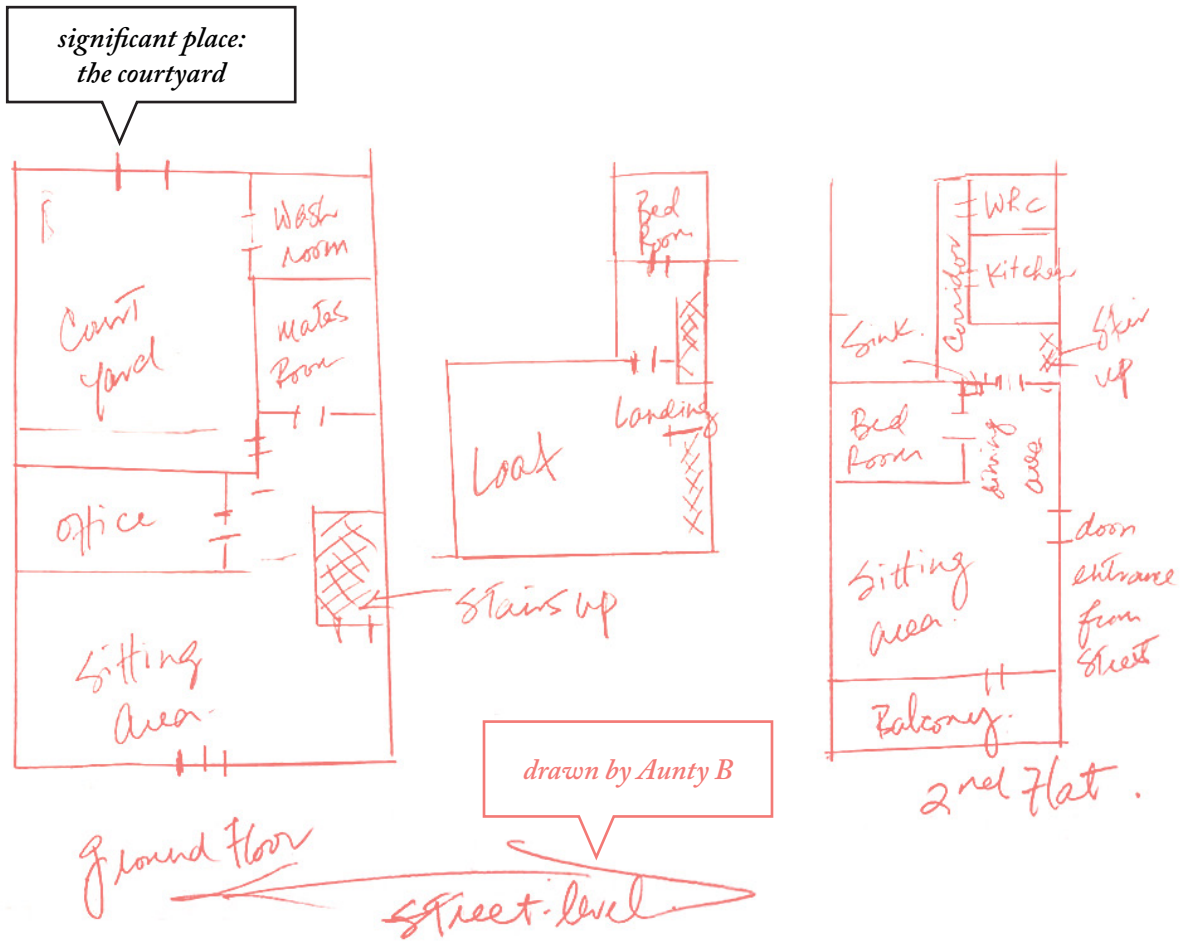 significant place:
the courtyard
Wash
room
Court
yard
Mates
Room
Office
Sitting
Area.
Ground Floor
Bed
Room
Landing
Loax
Stairs up
drawn by Aunty B
Street-level
WRC
Kitchen
Corridor
Sink.
Stair
up
Bed
Room
area
Sitting
area.
door
entrance
from
Street
Balcony.
2nd Flat.